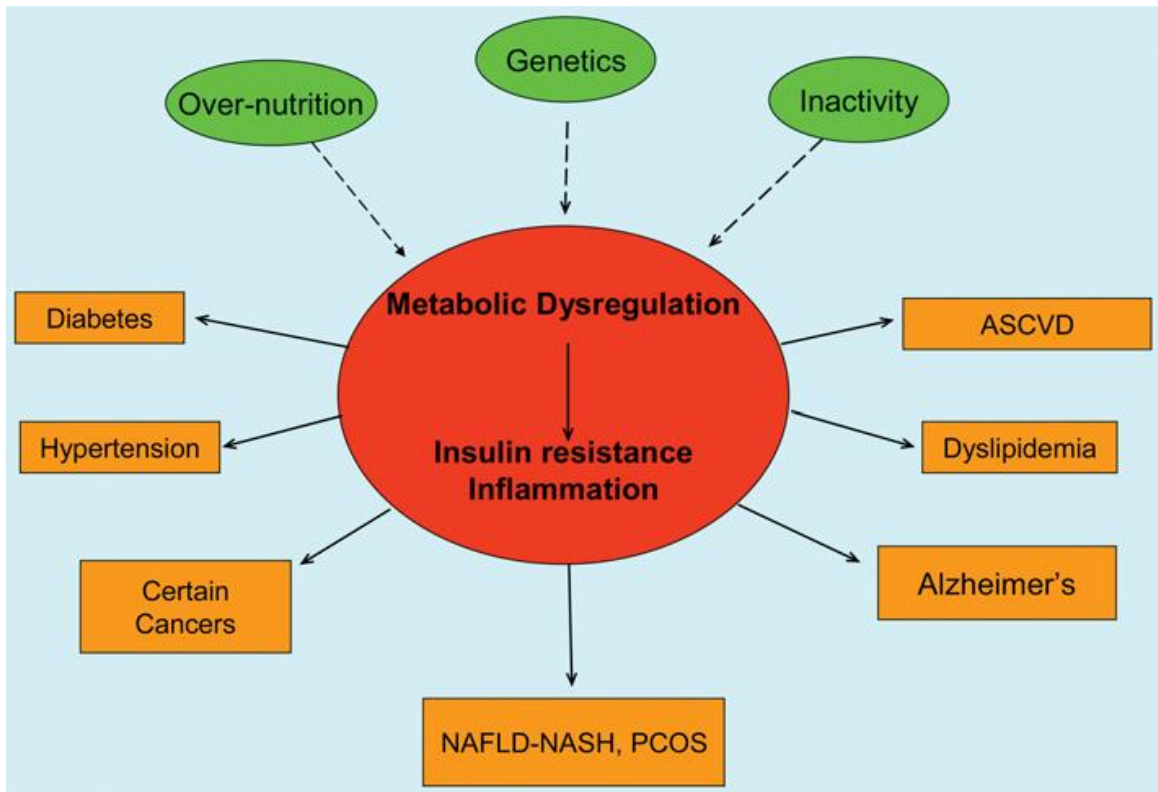 Genetics
Over-nutrition
Inactivity
Metabolic Dysregulation
Diabetes
ASCVD
Hypertension
Insulin resistance
Inflammation
Dyslipidemia
Certain
Cancers
Alzheimer’s
NAFLD-NASH, PCOS